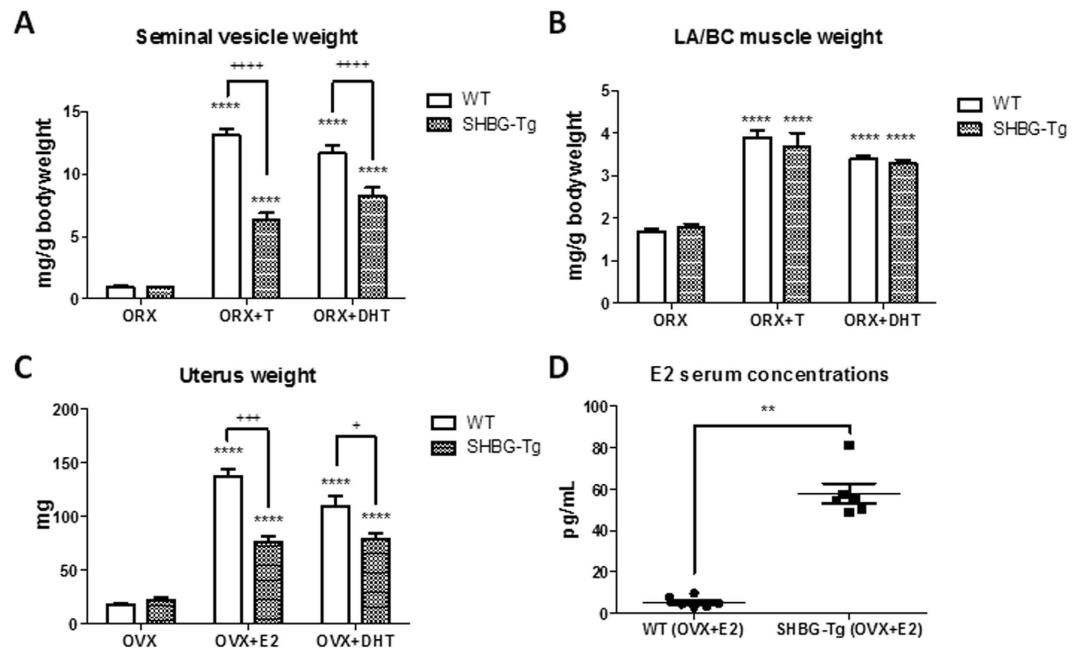 A
Seminal vesicle weight
++++
++++
****
****
****
****
WT
SHBG-Tg
mg/g bodyweight
15
10
5
0
ORX
ORX+T
ORX+DHT
B
LA/BC muscle weight
WT
SHBG-Tg
**** ****
**** ****
mg/g bodyweight
5
4
3
2
1
0
ORX
ORX+T
ORX+DHT
C
Uterus weight
+++
+
****
****
****
****
WT
SHBG-Tg
mg
200
150
100
50
0
OVX
OVX+E2
OVX+DHT
D
E2 serum concentrations
**
pg/mL
100
80
60
40
20
0
WT (OVX+E2)
SHBG-Tg (OVX+E2)